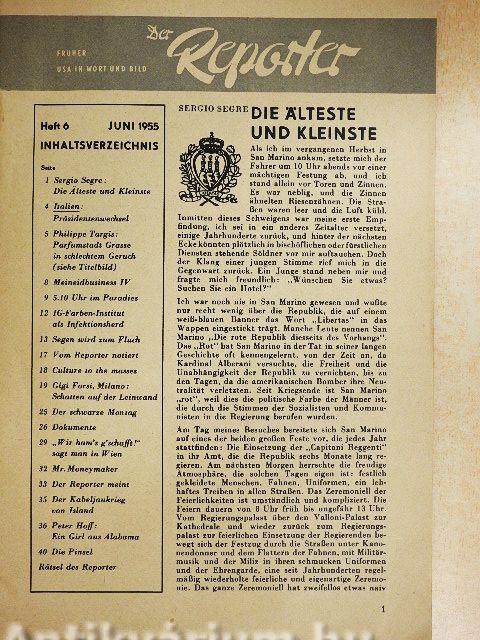 Der
Reporter
FRÜHER
USA IN WORT UND BILD
Heft 6 JUNI 1955
INHALTSVERZEICHNIS
Seite
1 Sergio Segre:
Die Älteste und Kleinste
4 Italien:
Präsidentenwechsel
5 Philippe Targis:
Parfumstadt Grasse
in schlechtem Geruch
(siehe Titelbild)
8 Meineidbusiness IV
9 5.10 Uhr im Paradies
12 IG-Farben-Institut
als Infektionsherd
13 Segen wird zum Fluch
17 Vom Reporter notiert
18 Culture to the masses
19 Gigi Forsi, Milano:
Schatten auf der Leinwand
25 Der schwarze Montag
26 Dokumente
29 „Wir ham's g'schafft!"
sagt man in Wien
32 Mr. Moneymaker
33 Der Reporter meint
35 Der Kabeljaukrieg
von Island
36 Peter Hoff:
Ein Girl aus Alabama
40 Die Pinsel
Rätsel des Reporter
SERGIO SEGRE
DIE ÄLTESTE
UND KLEINSTE
Als ich im vergangenen Herbst in
San Marino ankam, setzte mich der
Fahrer um 10 Uhr abends vor einer
mächtigen Festung ab, und ich
stand allein vor Toren und Zinnen.
Es war neblig, und die Zinnen
ähnelten Riesenzähnen. Die Stra-
ßen waren leer und die Luft kühl.
Inmitten dieses Schweigens war meine erste Emp-
findung, ich sei in ein anderes Zeitalter versetzt,
einige Jahrhunderte zurück, und hinter der nächsten
Ecke könnten plötzlich in bischöflichen oder fürstlichen
Diensten stehende Söldner vor mir auftauchen. Doch
der Klang einer jungen Stimme rief mich in die
Gegenwart zurück. Ein Junge stand neben mir und
fragte mich freundlich: „Wünschen Sie etwas?
Suchen Sie ein Hotel?"
Ich war noch nie in San Marino gewesen und wußte
nur recht wenig über die Republik, die auf einem
weiß-blauen Banner das Wort „Libertas" in das
Wappen eingestickt trägt. Manche Leute nennen San
Marino „Die rote Republik diesseits des Vorhangs".
Das „Rot" hat San Marino in der Tat in seiner langen
Geschichte oft kennengelernt, von der Zeit an, da
Kardinal Alberani versuchte, die Freiheit und die
Unabhängigkeit der Republik zu vernichten, bis zu
den Tagen, da die amerikanischen Bomber ihre Neu-
tralität verletzten. Seit Kriegsende ist San Marino
„rot", weil dies die politische Farbe der Männer ist,
die durch die Stimmen der Sozialisten und Kommu-
nisten in die Regierung berufen wurden.
Am Tag meines Besuches bereitete sich San Marino
auf eines der beiden großen Feste vor, die jedes Jahr
stattfinden: Die Einsetzung der „Capitani Reggenti"
in ihr Amt, die die Republik sechs Monate lang re-
gieren. Am nächsten Morgen herrschte die freudige
Atmosphäre, die solchen Tagen eigen ist: festlich
gekleidete Menschen, Fahnen, Uniformen, ein leb-
haftes Treiben in allen Straßen. Das Zeremoniell der
Feierlichkeiten ist umständlich und kompliziert. Die
Feiern dauern von 8 Uhr früh bis ungefähr 13 Uhr.
Vom Regierungspalast über den Valloni-Palast zur
Kathedrale und wieder zurück zum Regierungs-
palast zur feierlichen Einsetzung der Regierenden be-
wegt sich der Festzug durch die Straßen unter Kano-
nendonner und dem Flattern der Fahnen, mit Militär-
musik und der Miliz in ihren schmucken Uniformen
und der Ehrengarde, eine seit Jahrhunderten regel-
mäßig wiederholte feierliche und eigenartige Zeremo-
nie. Das ganze Zeremoniell hat zweifellos etwas naiv
1